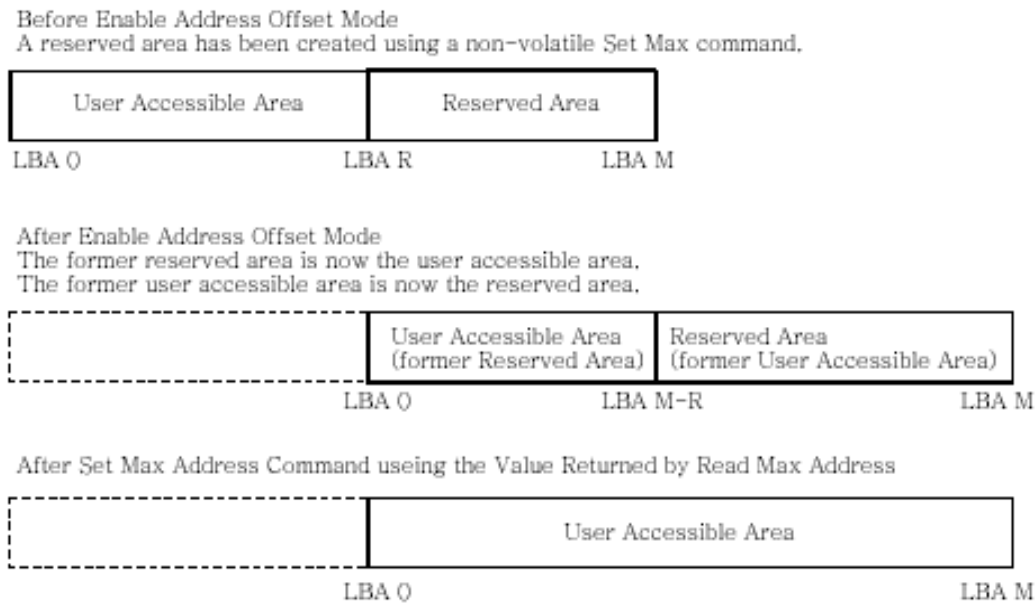 Before Enable Address Offset Mode
A reserved area has been created using a non-volatile Set Max command.
User Accessible Area Reserved Area
LBA 0 LBA R LBA M
After Enable Address Offset Mode
The former reserved area is now the user accessible area.
The former user accessible area is now the reserved area.
User Accessible Area Reserved Area
(former Reserved Area) (former User Accessible Area)
LBA 0 LBA M-R LBA M
After Set Max Address Command useing the Value Returned by Read Max Address
User Accessible Area
LBA 0 LBA M